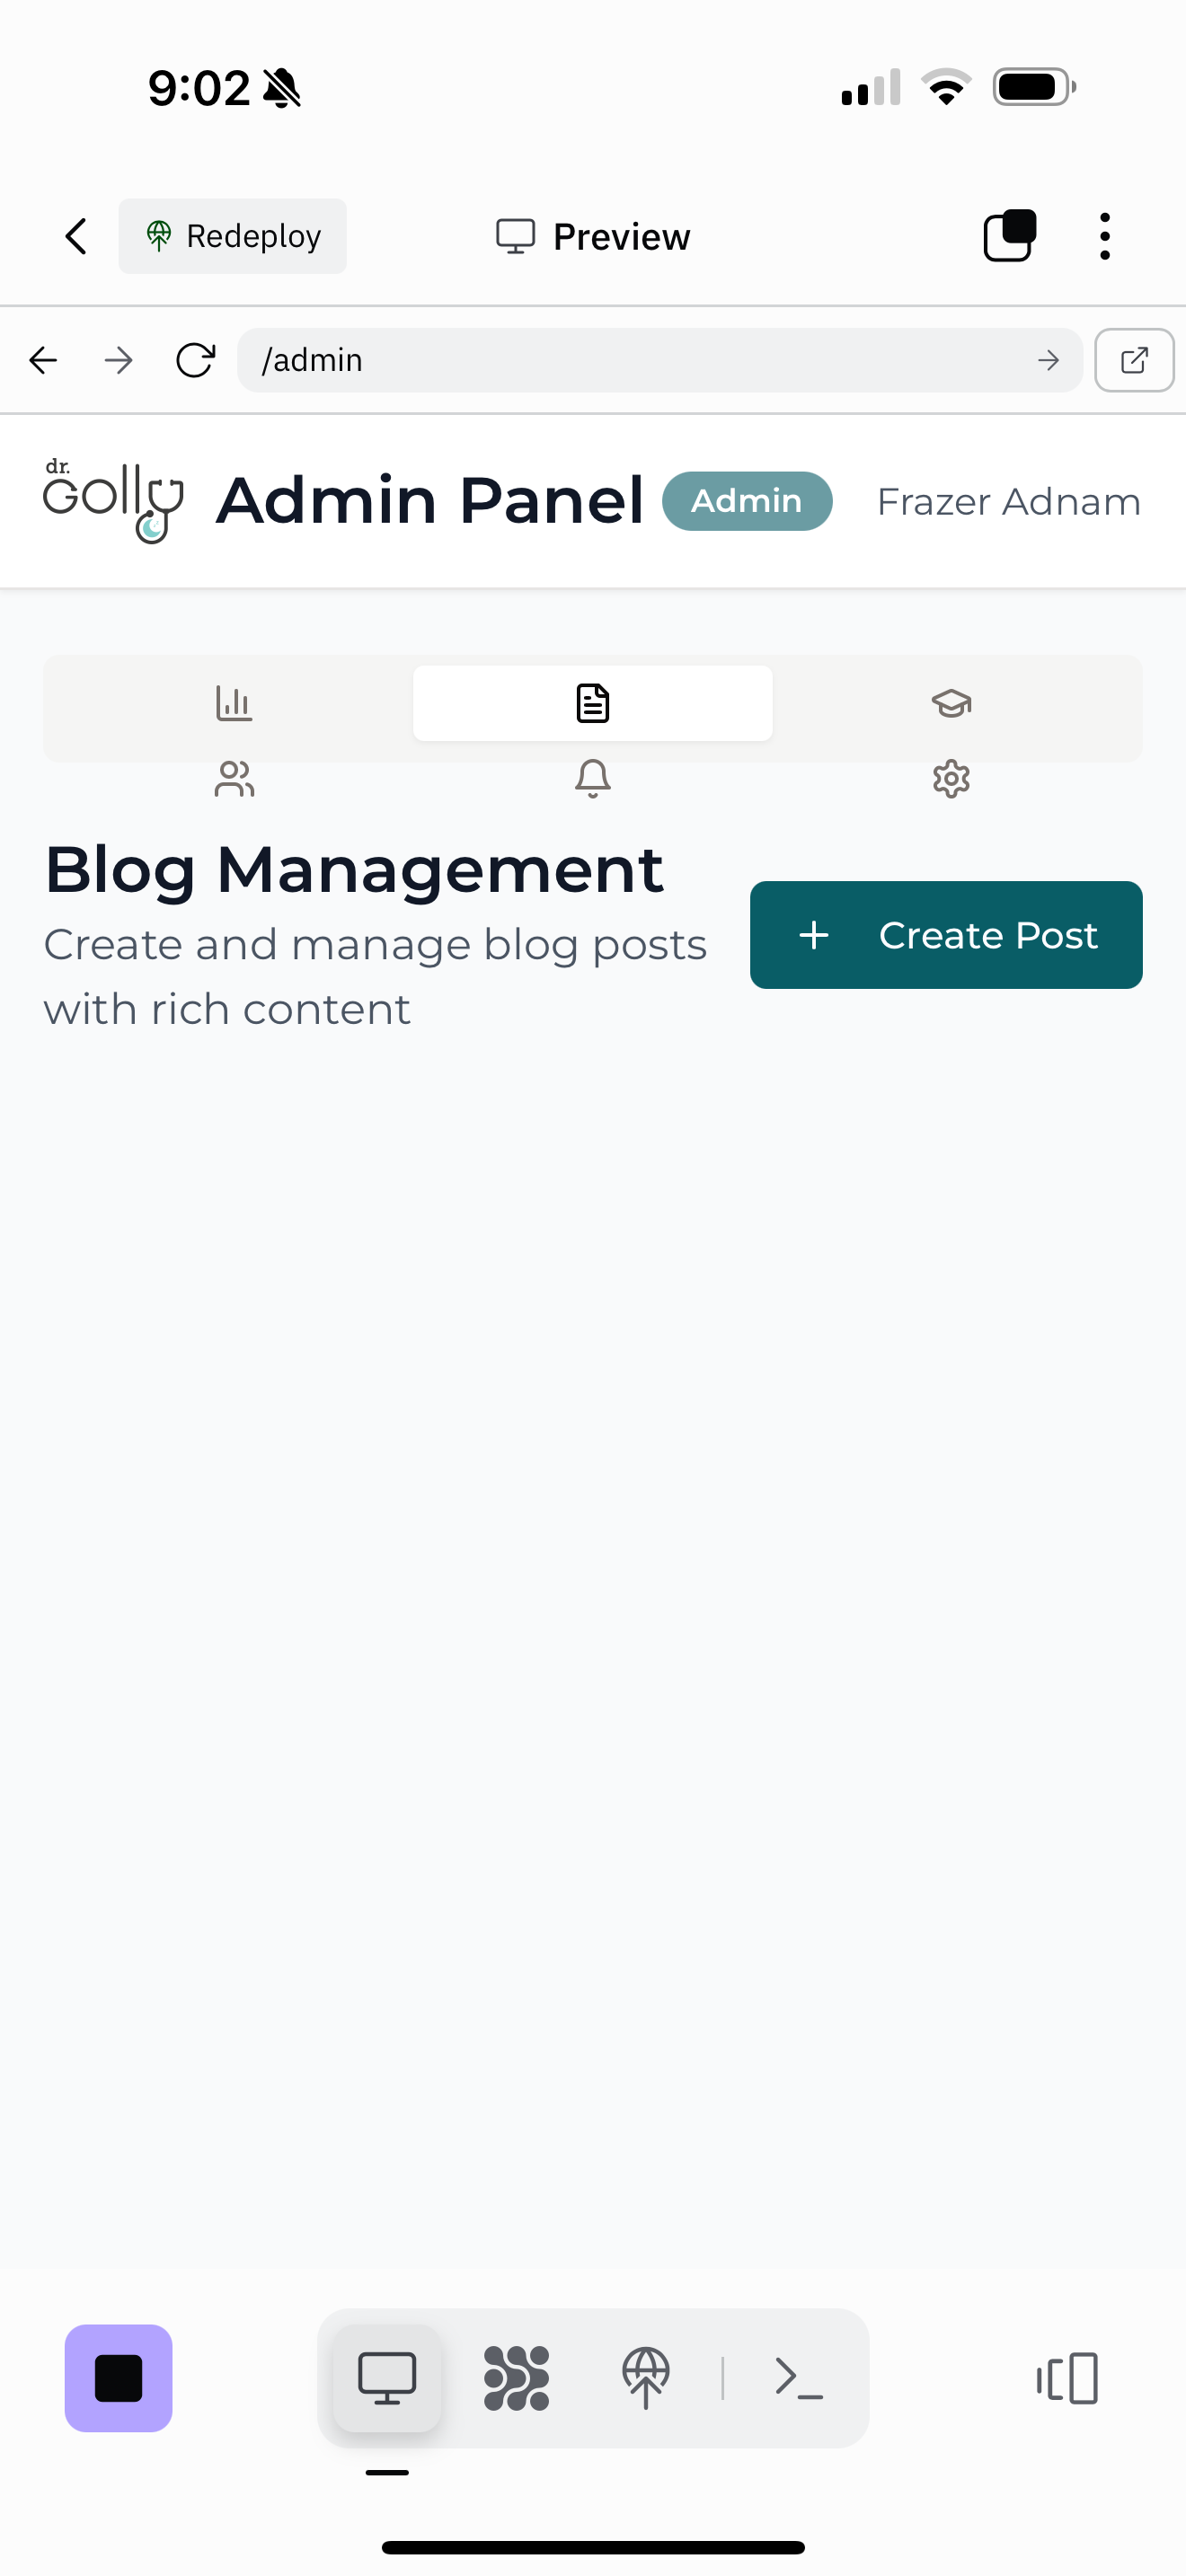 9:02
Redeploy
Preview
/admin
dr.
Golly
Admin Panel
Admin
Frazer Adnam
Blog Management
Create and manage blog posts
with rich content
Create Post